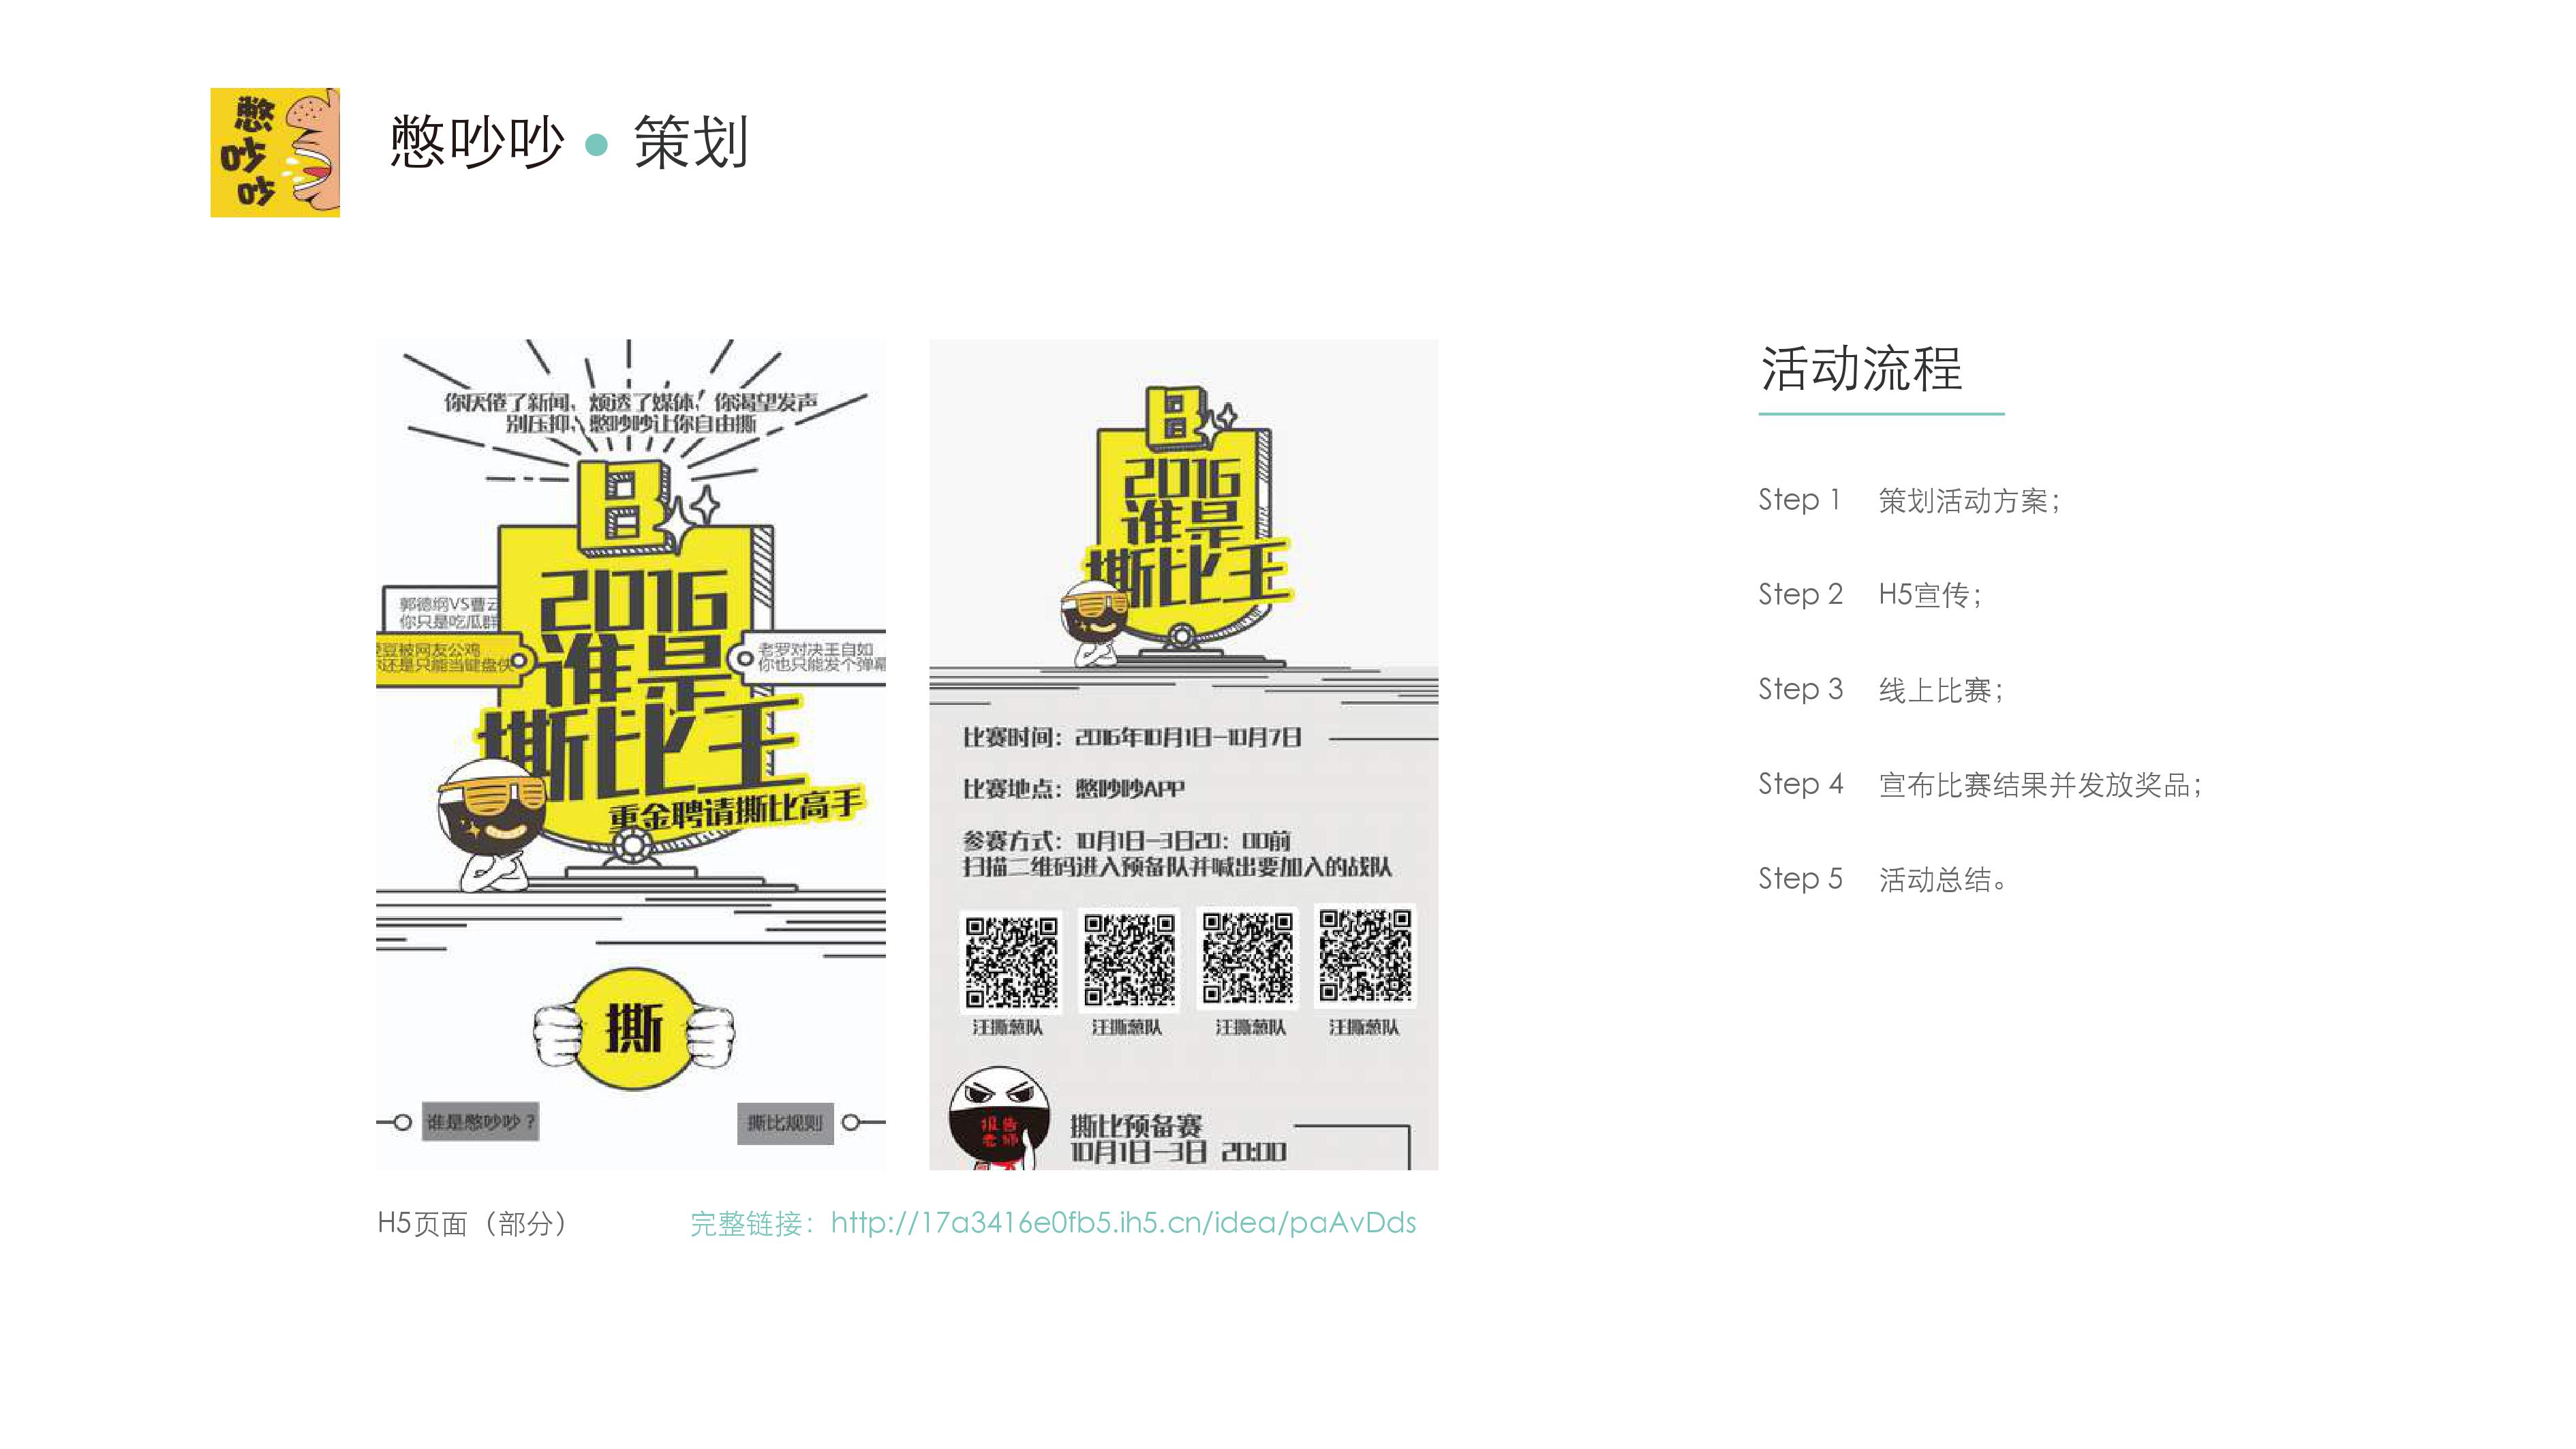 憋
吵
吵
憋吵吵•策划
你厌倦了新闻、烦透了媒体,你渴望发声
别压抑、憋吵吵让你自由撕
B
2016
谁是
撕比王
郭德纲VS曹云
你只是吃瓜群
豆被网友公鸡
还是只能当键盘侠
老罗对决王自如
你也只能发个弹幕
重金聘请撕比高手
撕
谁是憋吵吵？
撕比规则
B
2016
谁是
撕比王
比赛时间：2016年10月1日-10月7日
比赛地点：憋吵吵APP
参赛方式：10月1日-3日20：00前
扫描二维码进入预备队并喊出要加入的战队
汪撕葱队 汪撕葱队 汪撕葱队 汪撕葱队
报告
老师
撕比预备赛
10月1日-3日 20:00
H5页面（部分）
完整链接：http://17a3416e0fb5.ih5.cn/idea/paAvDds
活动流程
Step 1 策划活动方案；
Step 2 H5宣传；
Step 3 线上比赛；
Step 4 宣布比赛结果并发放奖品；
Step 5 活动总结。